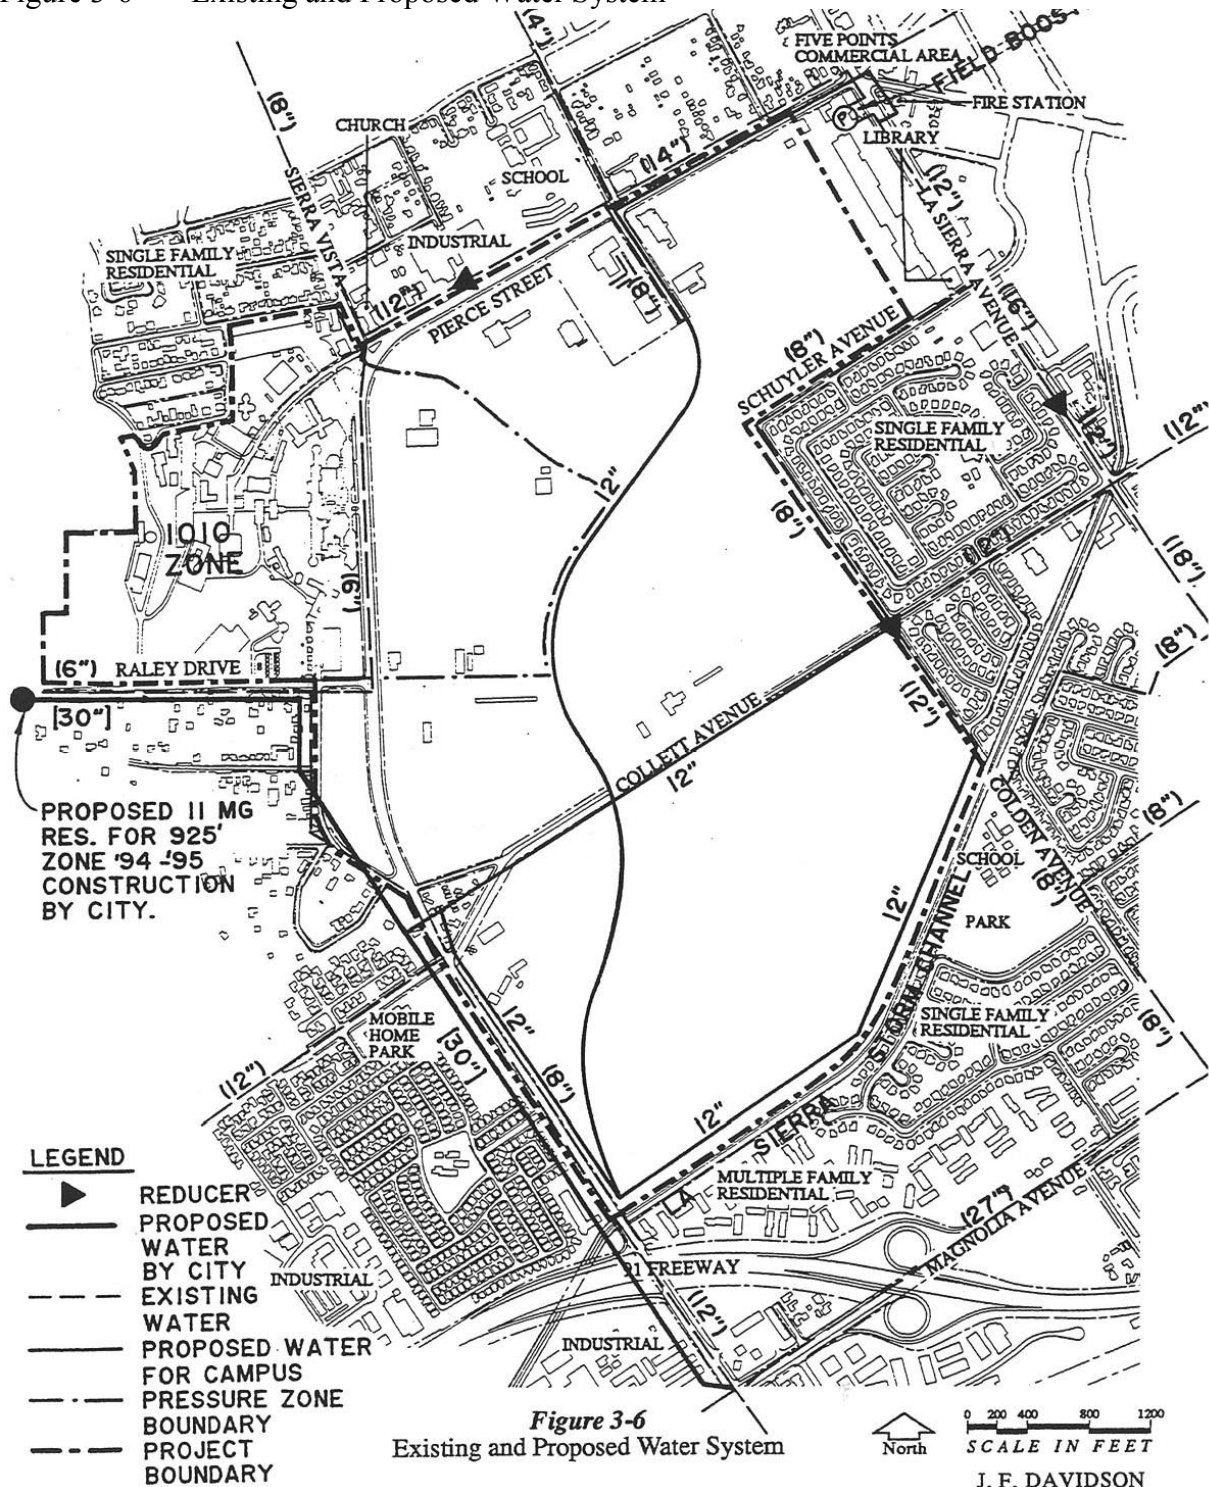 Figure 3-6 Existing and Proposed Water System
(14")
FIVE POINTS
COMMERCIAL AREA
FIELD BOOST
(8")
CHURCH
FIRE STATION
P
LIBRARY
(14")
SCHOOL
(12")
LA SIERRA AVENUE
SIERRA VISTA
INDUSTRIAL
SINGLE FAMILY
RESIDENTIAL
(12")
PIERCE STREET
(8")
(16")
(8")
SCHUYLER AVENUE
SINGLE FAMILY
RESIDENTIAL
(12")
(12")
12"
(8")
1010
ZONE
(12")
(18")
(6")
(8")
(6") RALEY DRIVE
[30"]
(12")
COLLETT AVENUE
12"
PROPOSED 11 MG
RES. FOR 925'
ZONE '94-'95
CONSTRUCTION
BY CITY.
GOLDEN AVENUE
(8")
SCHOOL
(8")
12"
PARK
STORM CHANNEL
SINGLE FAMILY
RESIDENTIAL
(8")
MOBILE
HOME
PARK
12"
[30"]
(12")
(8")
12"
SIERRA
LA
MULTIPLE FAMILY
RESIDENTIAL
(27")
MAGNOLIA AVENUE
91 FREEWAY
INDUSTRIAL
(12")
INDUSTRIAL
LEGEND
REDUCER
PROPOSED
WATER
BY CITY
EXISTING
WATER
PROPOSED WATER
FOR CAMPUS
PRESSURE ZONE
BOUNDARY
PROJECT
BOUNDARY
Figure 3-6
Existing and Proposed Water System
North
0 200 400 800 1200
SCALE IN FEET
J. F. DAVIDSON